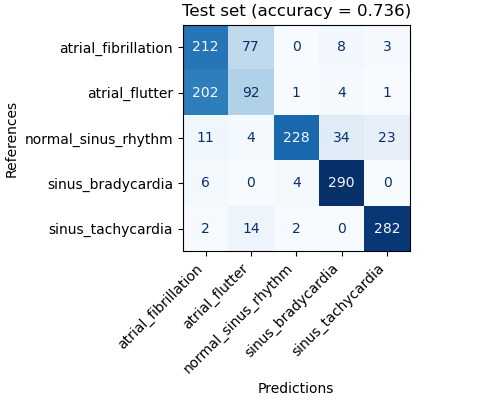 Test set (accuracy = 0.736)
References
atrial_fibrillation 212 77 0 8 3
atrial_flutter 202 92 1 4 1
normal_sinus_rhythm 11 4 228 34 23
sinus_bradycardia 6 0 4 290 0
sinus_tachycardia 2 14 2 0 282
atrial_fibrillation
atrial_flutter
normal_sinus_rhythm
sinus_bradycardia
sinus_tachycardia
Predictions